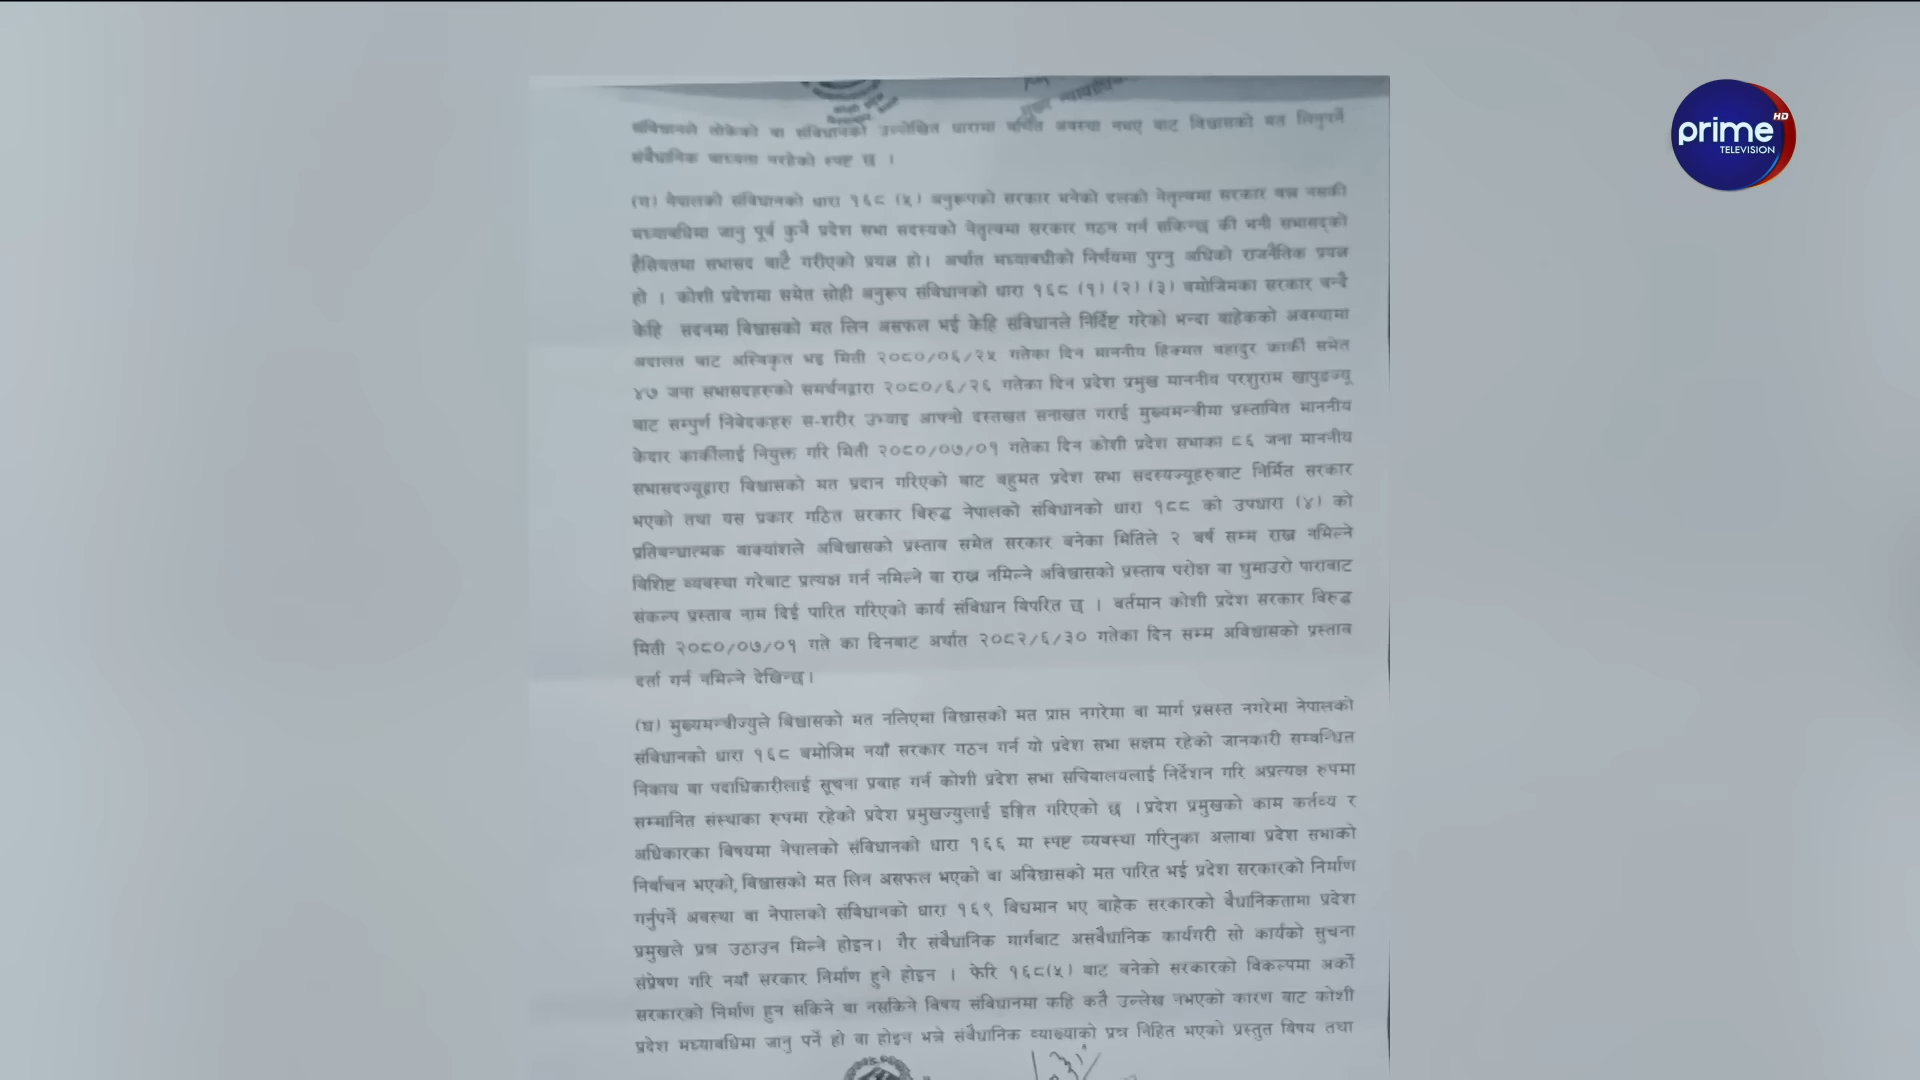 संविधानले तोकेको वा संविधानको उल्लेखित धारामा वर्णित अवस्था नभए बाट विश्वासको मत लिनुपर्ने
संबैधानिक बाध्यता नरहेको स्पष्ट छ ।
(ग) नेपालको संविधानको धारा १६८ (५) अनुरूपको सरकार भनेको दलको नेतृत्वमा सरकार बन्न नसकी
मध्यावधिमा जानु पूर्व कुनै प्रदेश सभा सदस्यको नेतृत्वमा सरकार गठन गर्न सकिन्छ की भनी सभासद्को
हैसियतमा सभासद बाटै गरीएको प्रयत्न हो। अर्थात मध्यावधीको निर्णयमा पुग्नु अघिको राजनैतिक प्रयत्न
हो । कोशी प्रदेशमा समेत सोही अनुरूप संविधानको धारा १६८ (१) (२) (३) बमोजिमका सरकार बन्दै
केहि सदनमा विश्वासको मत लिन असफल भई केहि संविधानले निर्दिष्ट गरेको भन्दा बाहेकको अवस्थामा
अदालत बाट अस्विकृत भइ मिती २०८०/०६/२५ गतेका दिन माननीय हिक्मत बहादुर कार्की समेत
४७ जना सभासदहरुको समर्थनद्वारा २०८०/६/२६ गतेका दिन प्रदेश प्रमुख माननीय परशुराम खापुङज्यू
बाट सम्पुर्ण निवेदकहरु स-शरीर उभ्याइ आफ्नो दस्तखत सनाखत गराई मुख्यमन्त्रीमा प्रस्तावित माननीय
केदार कार्कीलाई नियुक्त गरि मिती २०८०/०७/०१ गतेका दिन कोशी प्रदेश सभाका ८६ जना माननीय
सभासदज्यूद्वारा विश्वासको मत प्रदान गरिएको बाट बहुमत प्रदेश सभा सदस्यज्यूहरुबाट निर्मित सरकार
भएको तथा यस प्रकार गठित सरकार विरुद्ध नेपालको संविधानको धारा १८८ को उपधारा (४) को
प्रतिबन्धात्मक वाक्यांशले अविश्वासको प्रस्ताव समेत सरकार बनेका मितिले २ बर्ष सम्म राख्न नमिल्ने
विशिष्ट व्यवस्था गरेबाट प्रत्यक्ष गर्न नमिल्ने वा राख्न नमिल्ने अविश्वासको प्रस्ताव परोक्ष वा घुमाउरो पाराबाट
संकल्प प्रस्ताव नाम दिई पारित गरिएको कार्य संविधान विपरित छ । वर्तमान कोशी प्रदेश सरकार विरुद्ध
मिती २०८०/०७/०१ गते का दिनबाट अर्थात २०८२/६/३० गतेका दिन सम्म अविश्वासको प्रस्ताव
दर्ता गर्न नमिल्ने देखिन्छ।
(घ) मुख्यमन्त्रीज्युले विश्वासको मत नलिएमा विश्वासको मत प्राप्त नगरेमा वा मार्ग प्रसस्त नगरेमा नेपालको
संविधानको धारा १६८ बमोजिम नयाँ सरकार गठन गर्न यो प्रदेश सभा सक्षम रहेको जानकारी सम्बन्धित
निकाय वा पदाधिकारीलाई सूचना प्रवाह गर्न कोशी प्रदेश सभा सचिवालयलाई निर्देशन गरि अप्रत्यक्ष रुपमा
सम्मानित संस्थाका रुपमा रहेको प्रदेश प्रमुखज्युलाई इङ्गित गरिएको छ ।प्रदेश प्रमुखको काम कर्तव्य र
अधिकारका बिषयमा नेपालको संविधानको धारा १६६ मा स्पष्ट व्यवस्था गरिनुका अलावा प्रदेश सभाको
निर्वाचन भएको, विश्वासको मत लिन असफल भएको वा अविश्वासको मत पारित भई प्रदेश सरकारको निर्माण
गर्नुपर्ने अवस्था वा नेपालको संविधानको धारा १६९ विद्यमान भए बाहेक सरकारको बैधानिकतामा प्रदेश
प्रमुखले प्रश्न उठाउन मिल्ने होइन। गैर संबैधानिक मार्गबाट असंवैधानिक कार्यगरी सो कार्यको सुचना
संप्रेषण गरि नयाँ सरकार निर्माण हुने होइन । फेरि १६८(५) बाट बनेको सरकारको विकल्पमा अर्को
सरकारको निर्माण हुन सकिने वा नसकिने विषय संविधानमा कहि कतै उल्लेख नभएको कारण बाट कोशी
प्रदेश मध्यावधिमा जानु पर्ने हो वा होइन भन्ने संबैधानिक व्याख्याको प्रश्न निहित भएको प्रस्तुत बिषय तथा
prime HD
TELEVISION